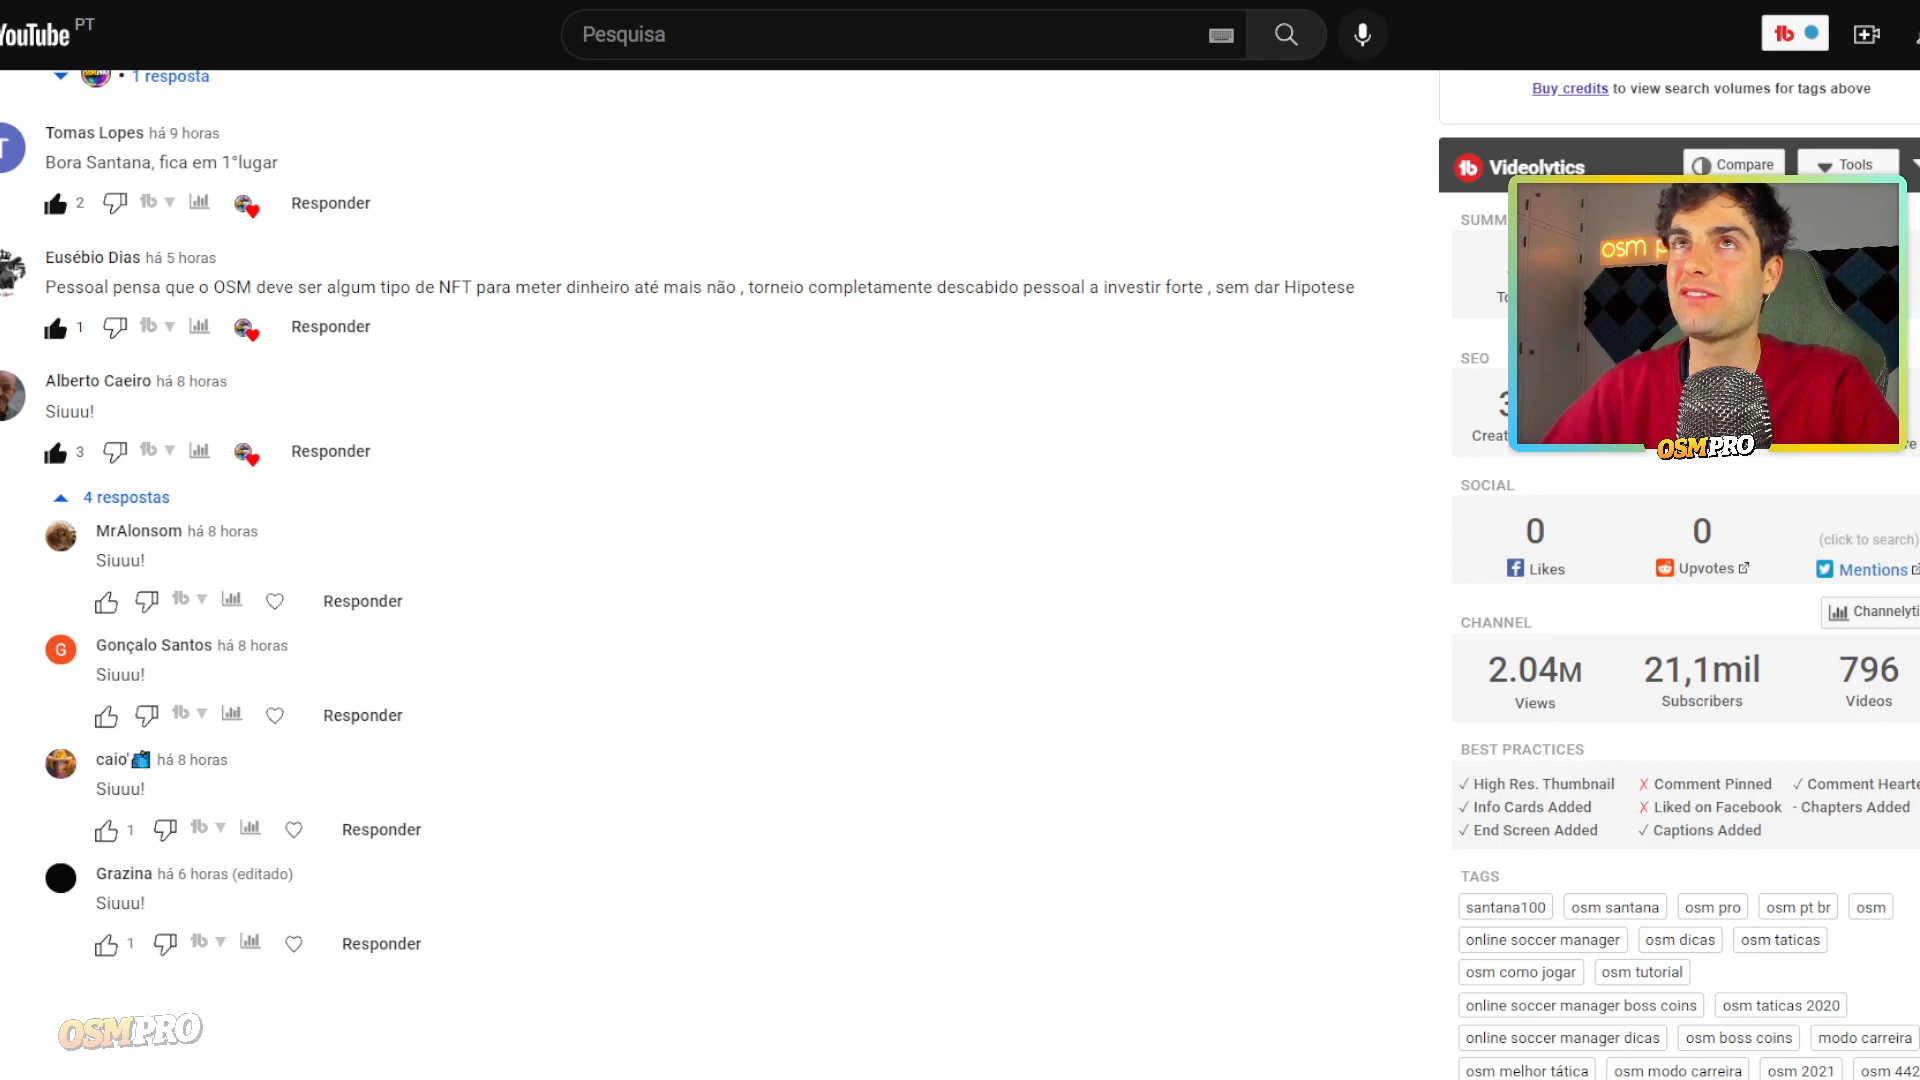 YouTube PT
Pesquisa
1 resposta
Buy credits to view search volumes for tags above
Tomas Lopes há 9 horas
Bora Santana, fica em 1°lugar
2 Responder
Videolytics Compare Tools
Eusébio Dias há 5 horas
Pessoal pensa que o OSM deve ser algum tipo de NFT para meter dinheiro até mais não , torneio completamente descabido pessoal a investir forte , sem dar Hipotese
1 Responder
osm p
SEO
OSMPRO
Alberto Caeiro há 8 horas
Siuuu!
3 Responder
4 respostas
MrAlonsom há 8 horas
Siuuu!
Responder
Gonçalo Santos há 8 horas
Siuuu!
Responder
caio' há 8 horas
Siuuu!
1 Responder
Grazina há 6 horas (editado)
Siuuu!
1 Responder
OSMPRO
SOCIAL
0 0 (click to search)
Likes Upvotes Mentions
CHANNEL Channelyti
2.04M 21,1mil 796
Views Subscribers Videos
BEST PRACTICES
✓ High Res. Thumbnail ✗ Comment Pinned ✓ Comment Hearte
✓ Info Cards Added ✗ Liked on Facebook - Chapters Added
✓ End Screen Added ✓ Captions Added
TAGS
santana100 osm santana osm pro osm pt br osm
online soccer manager osm dicas osm taticas
osm como jogar osm tutorial
online soccer manager boss coins osm taticas 2020
online soccer manager dicas osm boss coins modo carreira
osm melhor tática osm modo carreira osm 2021 osm 442